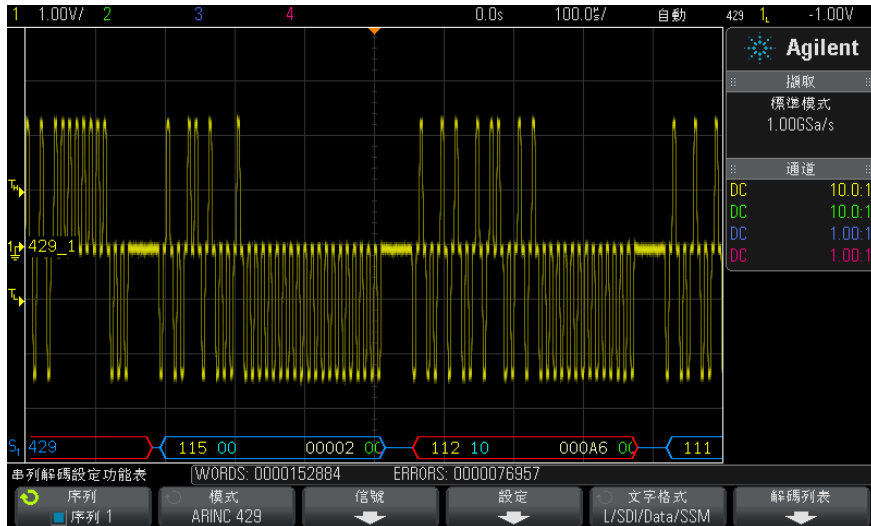 1 1.00V/ 2 3 4 0.0s 100.0㎲/ 自動 429 1 -1.00V
Agilent
擷取
標準模式
1.00GSa/s
通道
DC 10.0:1
DC 10.0:1
DC 1.00:1
DC 1.00:1
TH
1 429_1
TL
S1 429 115 00 00002 00 112 10 000A6 00 111
串列解碼設定功能表 WORDS: 0000152884 ERRORS: 0000076957
序列 模式 信號 設定 文字格式 解碼列表
序列 1 ARINC 429 L/SDI/Data/SSM